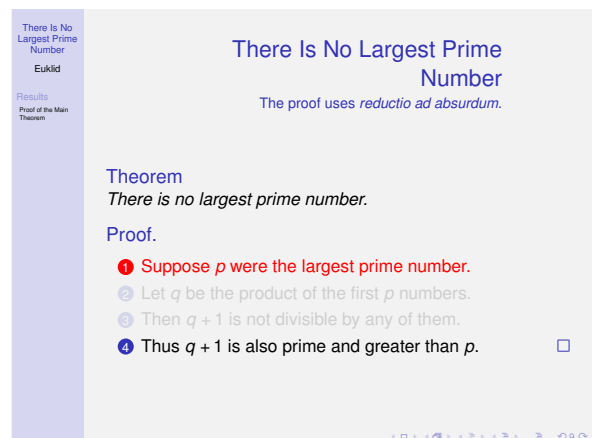 There Is No
Largest Prime
Number
Euklid
Results
Proof of the Main
Theorem
There Is No Largest Prime
Number
The proof uses reductio ad absurdum.
Theorem
There is no largest prime number.
Proof.
1 Suppose p were the largest prime number.
2 Let q be the product of the first p numbers.
3 Then q + 1 is not divisible by any of them.
4 Thus q + 1 is also prime and greater than p.